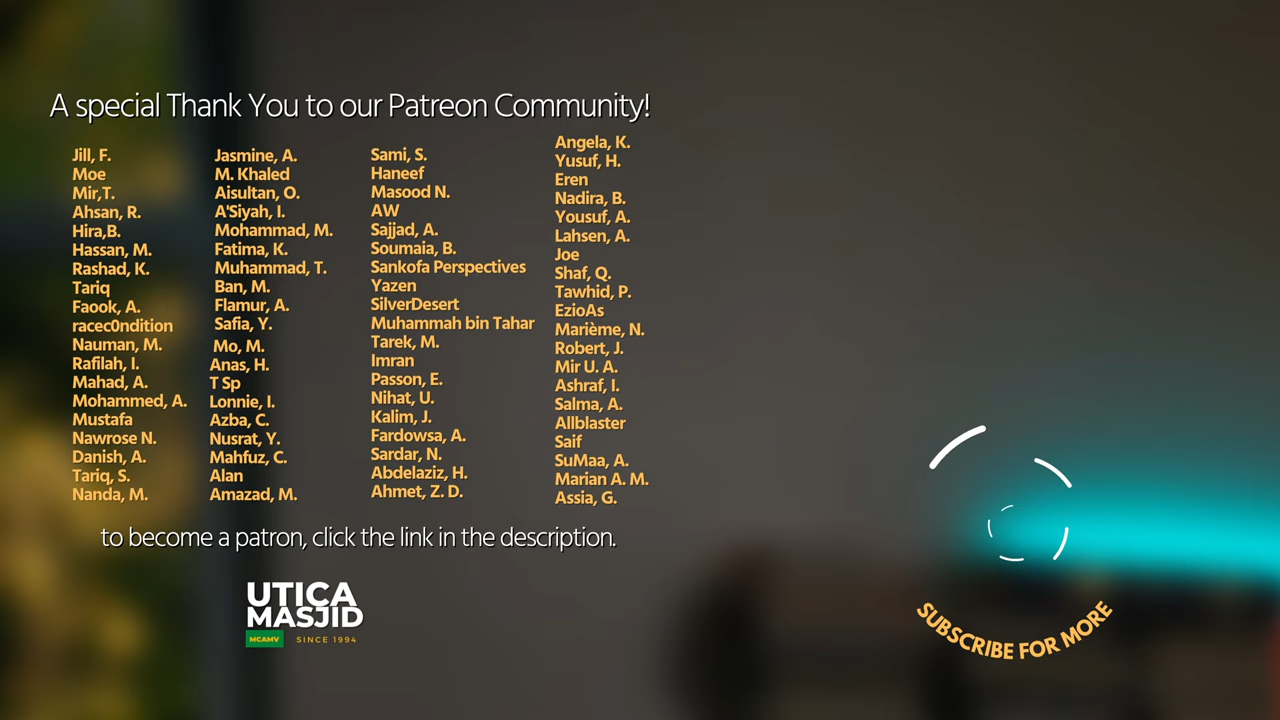 A special Thank You to our Patreon Community!
Jill, F.
Moe
Mir,T.
Ahsan, R.
Hira,B.
Hassan, M.
Rashad, K.
Tariq
Faook, A.
racec0ndition
Nauman, M.
Rafilah, I.
Mahad, A.
Mohammed, A.
Mustafa
Nawrose N.
Danish, A.
Tariq, S.
Nanda, M.
Jasmine, A.
M. Khaled
Aisultan, O.
A'Siyah, I.
Mohammad, M.
Fatima, K.
Muhammad, T.
Ban, M.
Flamur, A.
Safia, Y.
Mo, M.
Anas, H.
T Sp
Lonnie, I.
Azba, C.
Nusrat, Y.
Mahfuz, C.
Alan
Amazad, M.
Sami, S.
Haneef
Masood N.
AW
Sajjad, A.
Soumaia, B.
Sankofa Perspectives
Yazen
SilverDesert
Muhammah bin Tahar
Tarek, M.
Imran
Passon, E.
Nihat, U.
Kalim, J.
Fardowsa, A.
Sardar, N.
Abdelaziz, H.
Ahmet, Z. D.
Angela, K.
Yusuf, H.
Eren
Nadira, B.
Yousuf, A.
Lahsen, A.
Joe
Shaf, Q.
Tawhid, P.
EzioAs
Marième, N.
Robert, J.
Mir U. A.
Ashraf, I.
Salma, A.
Allblaster
Saif
SuMaa, A.
Marian A. M.
Assia, G.
to become a patron, click the link in the description.
UTICA
MASJID
MCAMV SINCE 1994
SUBSCRIBE FOR MORE